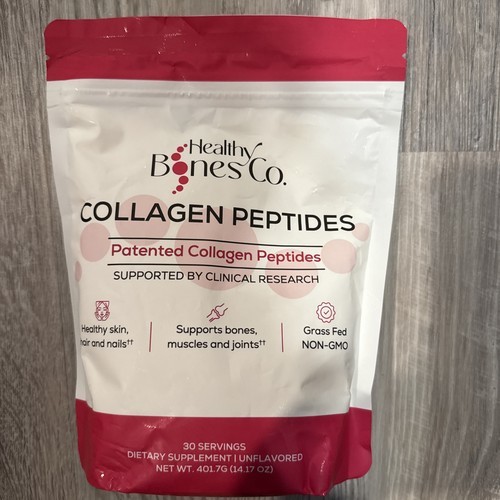 Healthy
Bones Co.
COLLAGEN PEPTIDES
Patented Collagen Peptides
SUPPORTED BY CLINICAL RESEARCH
Healthy skin,
hair and nails††
Supports bones,
muscles and joints††
Grass Fed
NON-GMO
30 SERVINGS
DIETARY SUPPLEMENT | UNFLAVORED
NET WT. 401.7G (14.17 OZ)